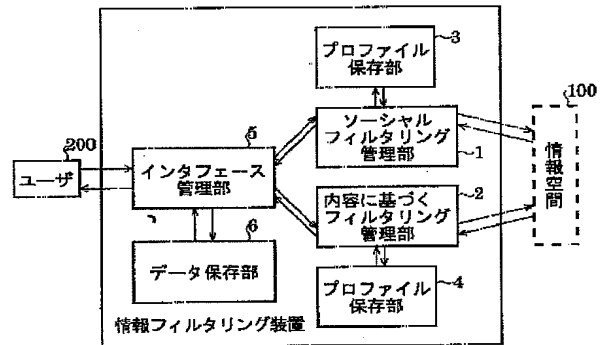 プロファイル
保存部
3
100
ソーシャル
フィルタリング
管理部
1
200
ユーザ
5
インタフェース
管理部
情報空間
内容に基づく
フィルタリング
管理部
2
6
データ保存部
プロファイル
保存部
4
情報フィルタリング装置